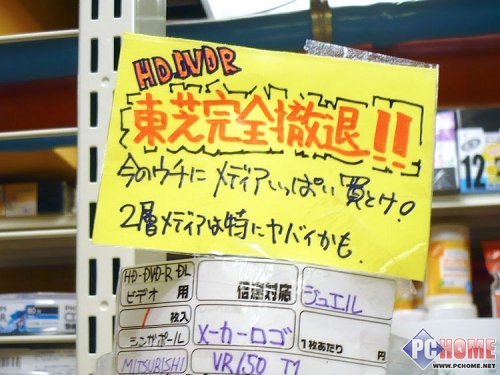 HD DVDR
東芝完全撤退!!
今のウチにメディアいっぱい買っとけ!
2層メディアは特にヤバイかも.
HD-DVD-R DL
ビデオ 用 倍速対応 ジュエル
1 枚入
シンガポール メーカーロゴ 1枚あたり 円
MITSUBISHI VR150 T1
12
PCHOME
WWW.PCHOME.NET